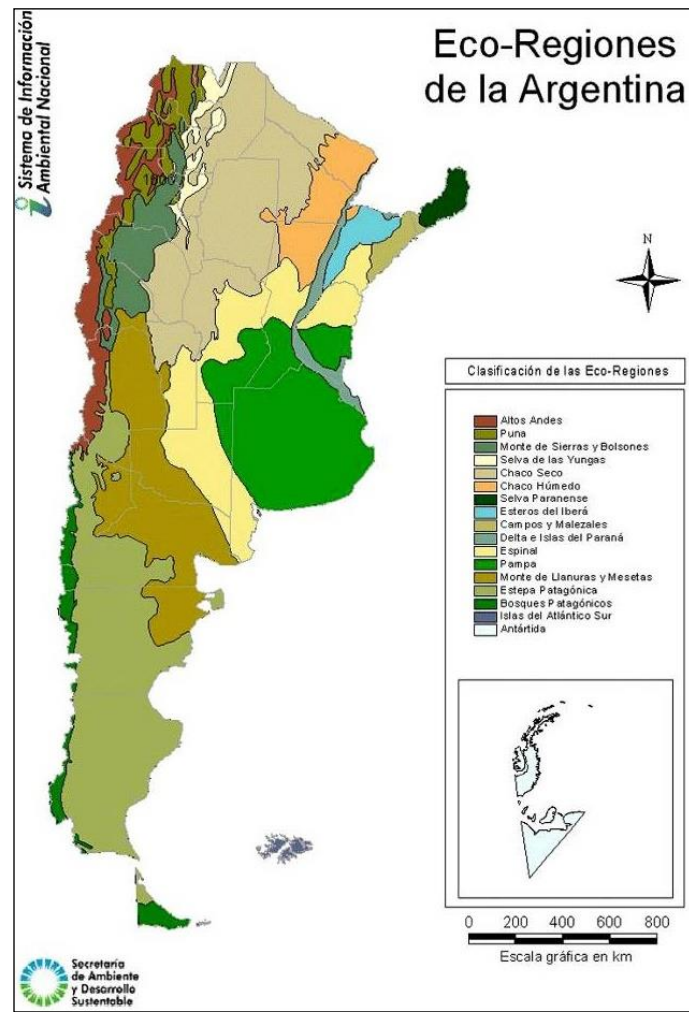 Sistema de Información
Ambiental Nacional
Eco-Regiones
de la Argentina
N
Clasificación de las Eco-Regiones
Altos Andes
Puna
Monte de Sierras y Bolsones
Selva de las Yungas
Chaco Seco
Chaco Húmedo
Selva Paranense
Esteros del Iberá
Campos y Malezales
Delta e Islas del Paraná
Espinal
Pampa
Monte de Llanuras y Mesetas
Estepa Patagónica
Bosques Patagónicos
Islas del Atlántico Sur
Antártida
0 200 400 600 800
Escala gráfica en km
Secretaría
de Ambiente
y Desarrollo
Sustentable